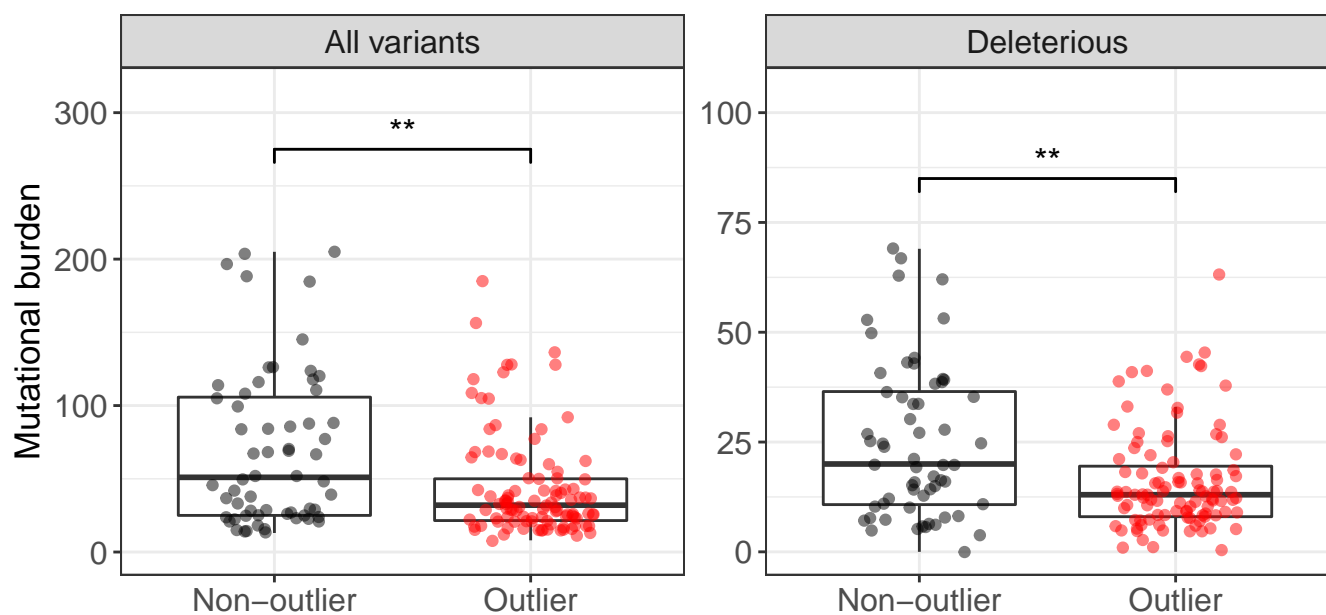 All variants
Deleterious
Mutational burden
300
200
100
0
**
Non−outlier
Outlier
100
75
50
25
0
**
Non−outlier
Outlier